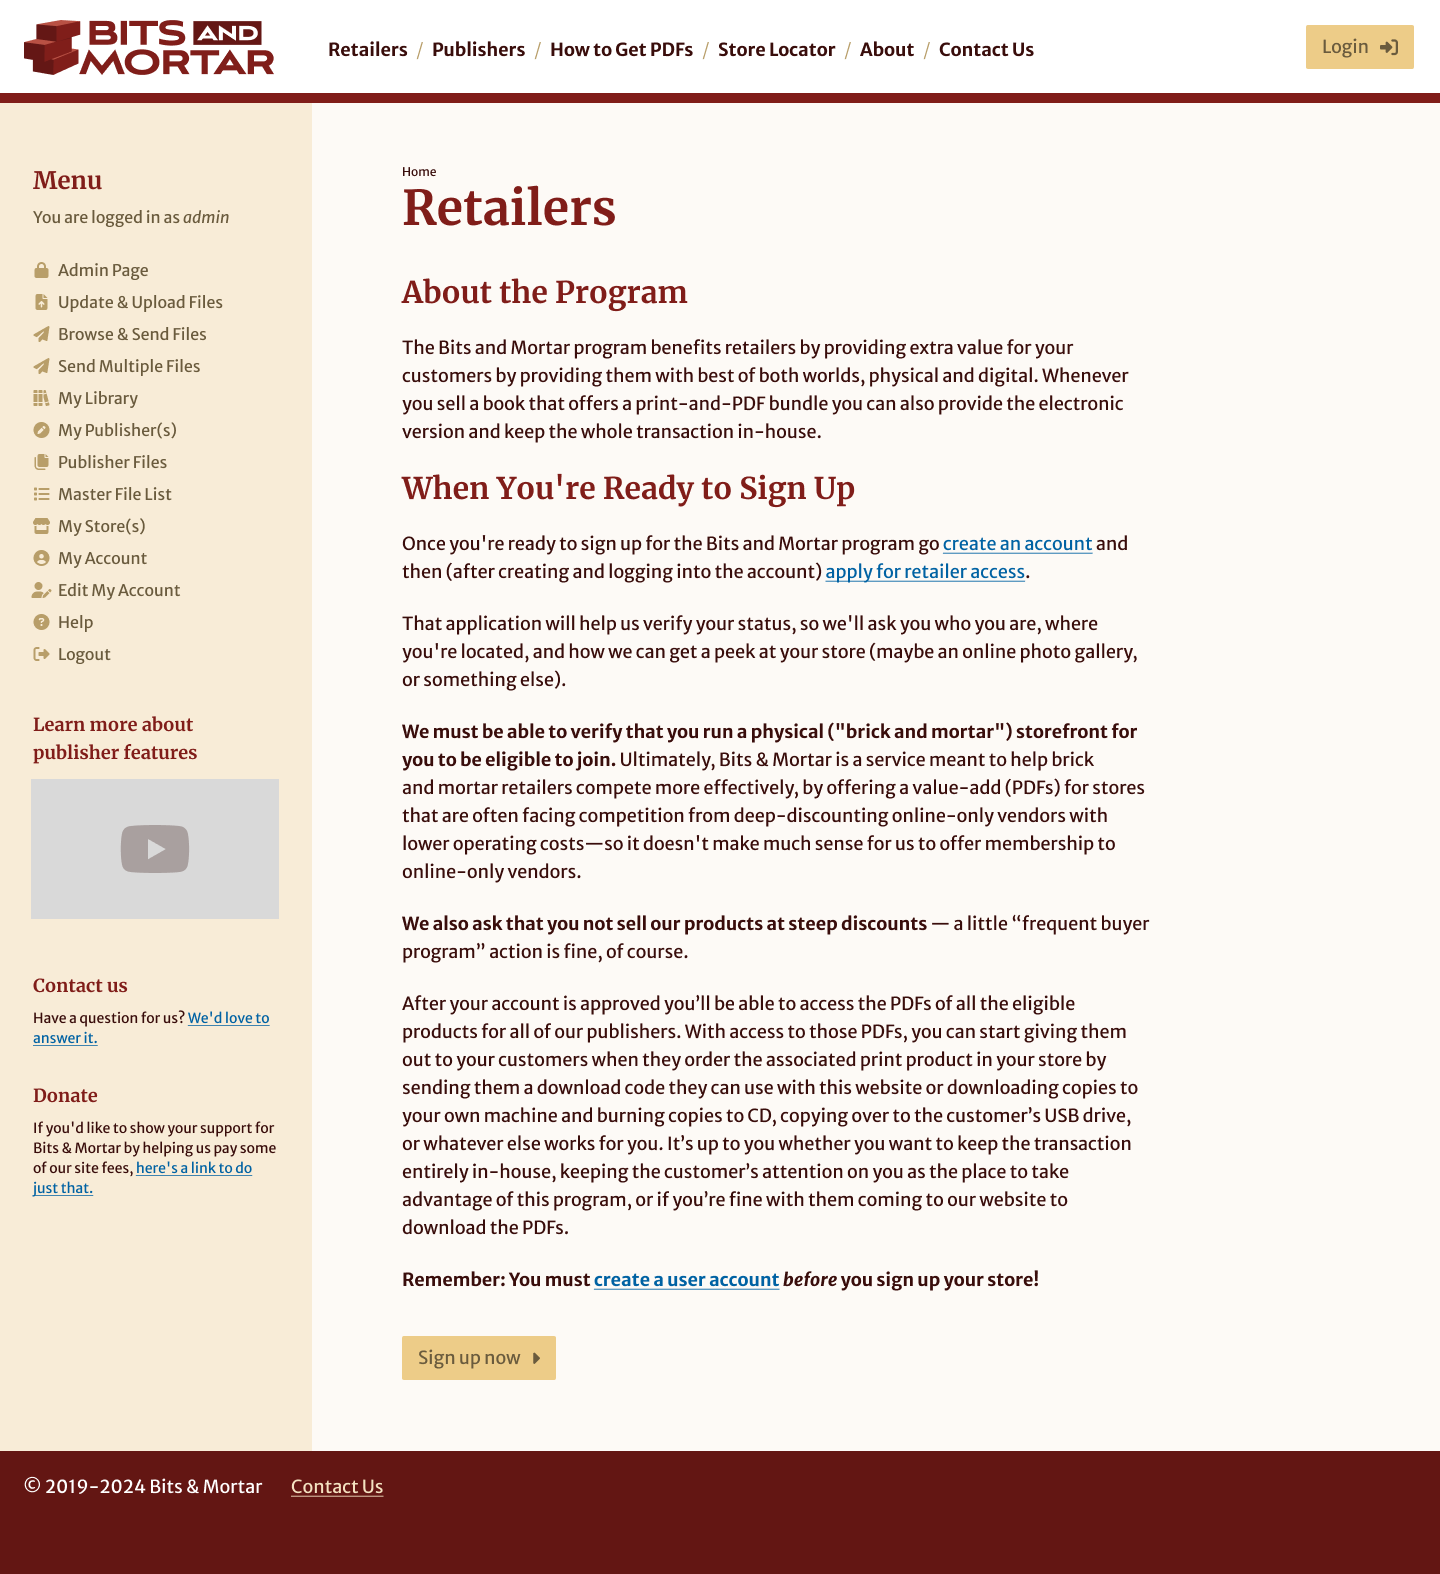 BITS AND
MORTAR
Retailers / Publishers / How to Get PDFs / Store Locator / About / Contact Us
Login
Menu
You are logged in as admin
Admin Page
Update & Upload Files
Browse & Send Files
Send Multiple Files
My Library
My Publisher(s)
Publisher Files
Master File List
My Store(s)
My Account
Edit My Account
Help
Logout
Learn more about
publisher features
Contact us
Have a question for us? We'd love to
answer it.
Donate
If you'd like to show your support for
Bits & Mortar by helping us pay some
of our site fees, here's a link to do
just that.
Home
Retailers
About the Program
The Bits and Mortar program benefits retailers by providing extra value for your
customers by providing them with best of both worlds, physical and digital. Whenever
you sell a book that offers a print-and-PDF bundle you can also provide the electronic
version and keep the whole transaction in-house.
When You're Ready to Sign Up
Once you're ready to sign up for the Bits and Mortar program go create an account and
then (after creating and logging into the account) apply for retailer access.
That application will help us verify your status, so we'll ask you who you are, where
you're located, and how we can get a peek at your store (maybe an online photo gallery,
or something else).
We must be able to verify that you run a physical ("brick and mortar") storefront for
you to be eligible to join. Ultimately, Bits & Mortar is a service meant to help brick
and mortar retailers compete more effectively, by offering a value-add (PDFs) for stores
that are often facing competition from deep-discounting online-only vendors with
lower operating costs—so it doesn't make much sense for us to offer membership to
online-only vendors.
We also ask that you not sell our products at steep discounts — a little “frequent buyer
program” action is fine, of course.
After your account is approved you’ll be able to access the PDFs of all the eligible
products for all of our publishers. With access to those PDFs, you can start giving them
out to your customers when they order the associated print product in your store by
sending them a download code they can use with this website or downloading copies to
your own machine and burning copies to CD, copying over to the customer’s USB drive,
or whatever else works for you. It’s up to you whether you want to keep the transaction
entirely in-house, keeping the customer’s attention on you as the place to take
advantage of this program, or if you’re fine with them coming to our website to
download the PDFs.
Remember: You must create a user account before you sign up your store!
Sign up now
© 2019-2024 Bits & Mortar Contact Us